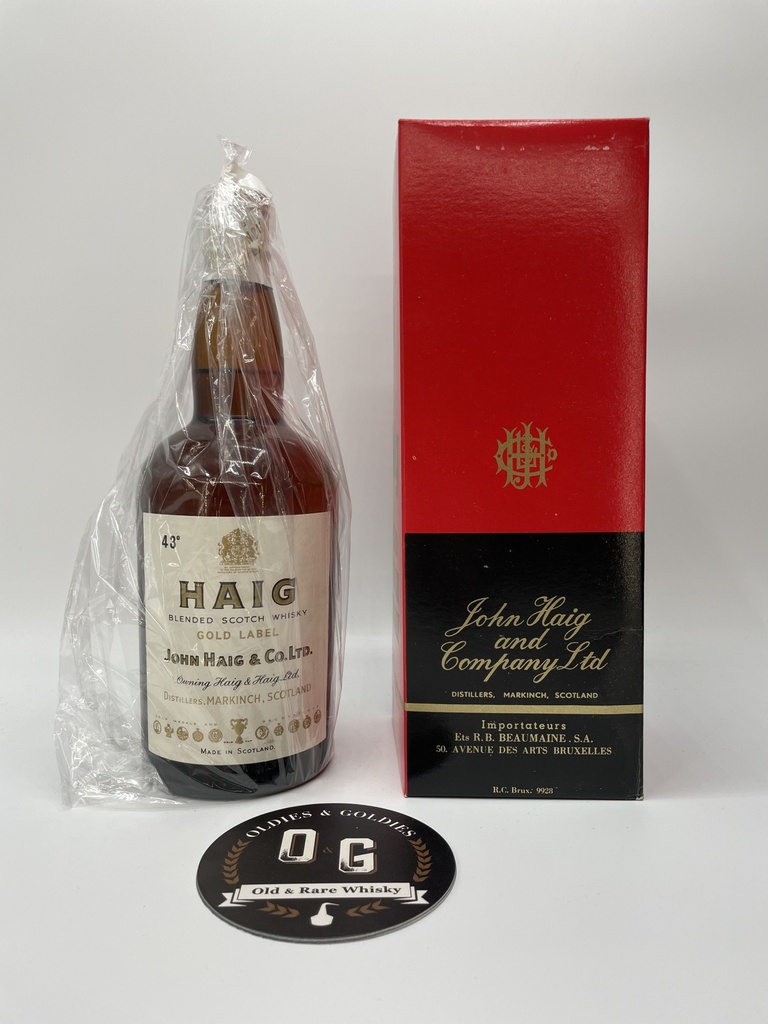 43°
HAIG
BLENDED SCOTCH WHISKY
GOLD LABEL
JOHN HAIG & CO. LTD.
Owning Haig & Haig Ltd.
DISTILLERS, MARKINCH, SCOTLAND
MADE IN SCOTLAND
John Haig
and
Company Ltd
DISTILLERS, MARKINCH, SCOTLAND
Importateurs
Ets R.B. BEAUMAINE . S.A.
50. AVENUE DES ARTS BRUXELLES
R.C. Brux. 9928
OLDIES & GOLDIES
O & G
Old & Rare Whisky